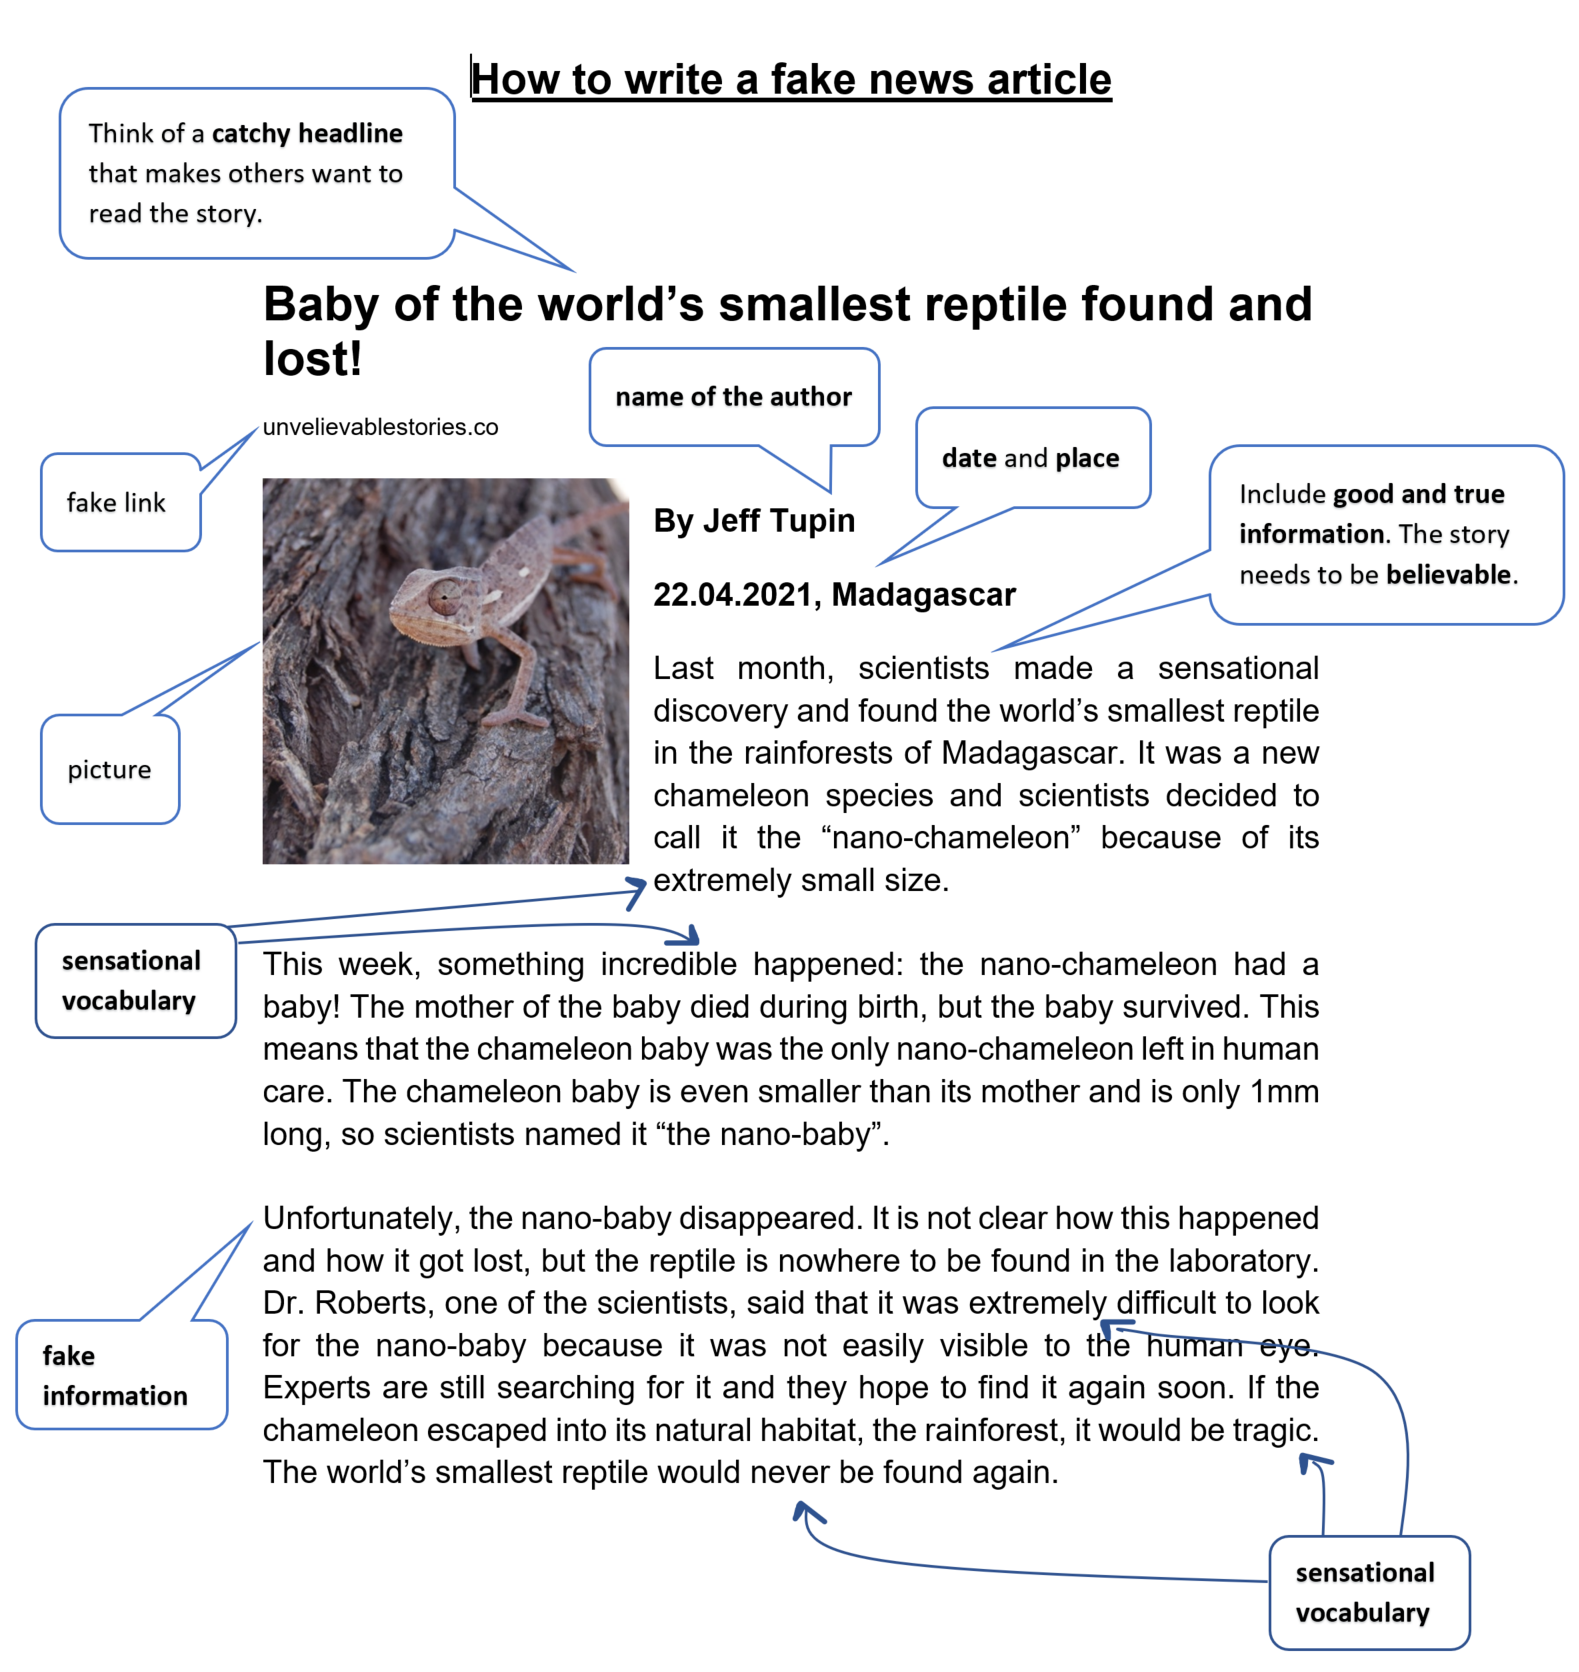 How to write a fake news article
Think of a catchy headline
that makes others want to
read the story.
Baby of the world’s smallest reptile found and
lost!
name of the author
unvelievablestories.co
date and place
fake link
Include good and true
information. The story
needs to be believable.
By Jeff Tupin
22.04.2021, Madagascar
picture
Last month, scientists made a sensational
discovery and found the world’s smallest reptile
in the rainforests of Madagascar. It was a new
chameleon species and scientists decided to
call it the “nano-chameleon” because of its
extremely small size.
sensational
vocabulary
This week, something incredible happened: the nano-chameleon had a
baby! The mother of the baby died during birth, but the baby survived. This
means that the chameleon baby was the only nano-chameleon left in human
care. The chameleon baby is even smaller than its mother and is only 1mm
long, so scientists named it “the nano-baby”.
Unfortunately, the nano-baby disappeared. It is not clear how this happened
and how it got lost, but the reptile is nowhere to be found in the laboratory.
Dr. Roberts, one of the scientists, said that it was extremely difficult to look
for the nano-baby because it was not easily visible to the human eye.
Experts are still searching for it and they hope to find it again soon. If the
chameleon escaped into its natural habitat, the rainforest, it would be tragic.
The world’s smallest reptile would never be found again.
fake
information
sensational
vocabulary